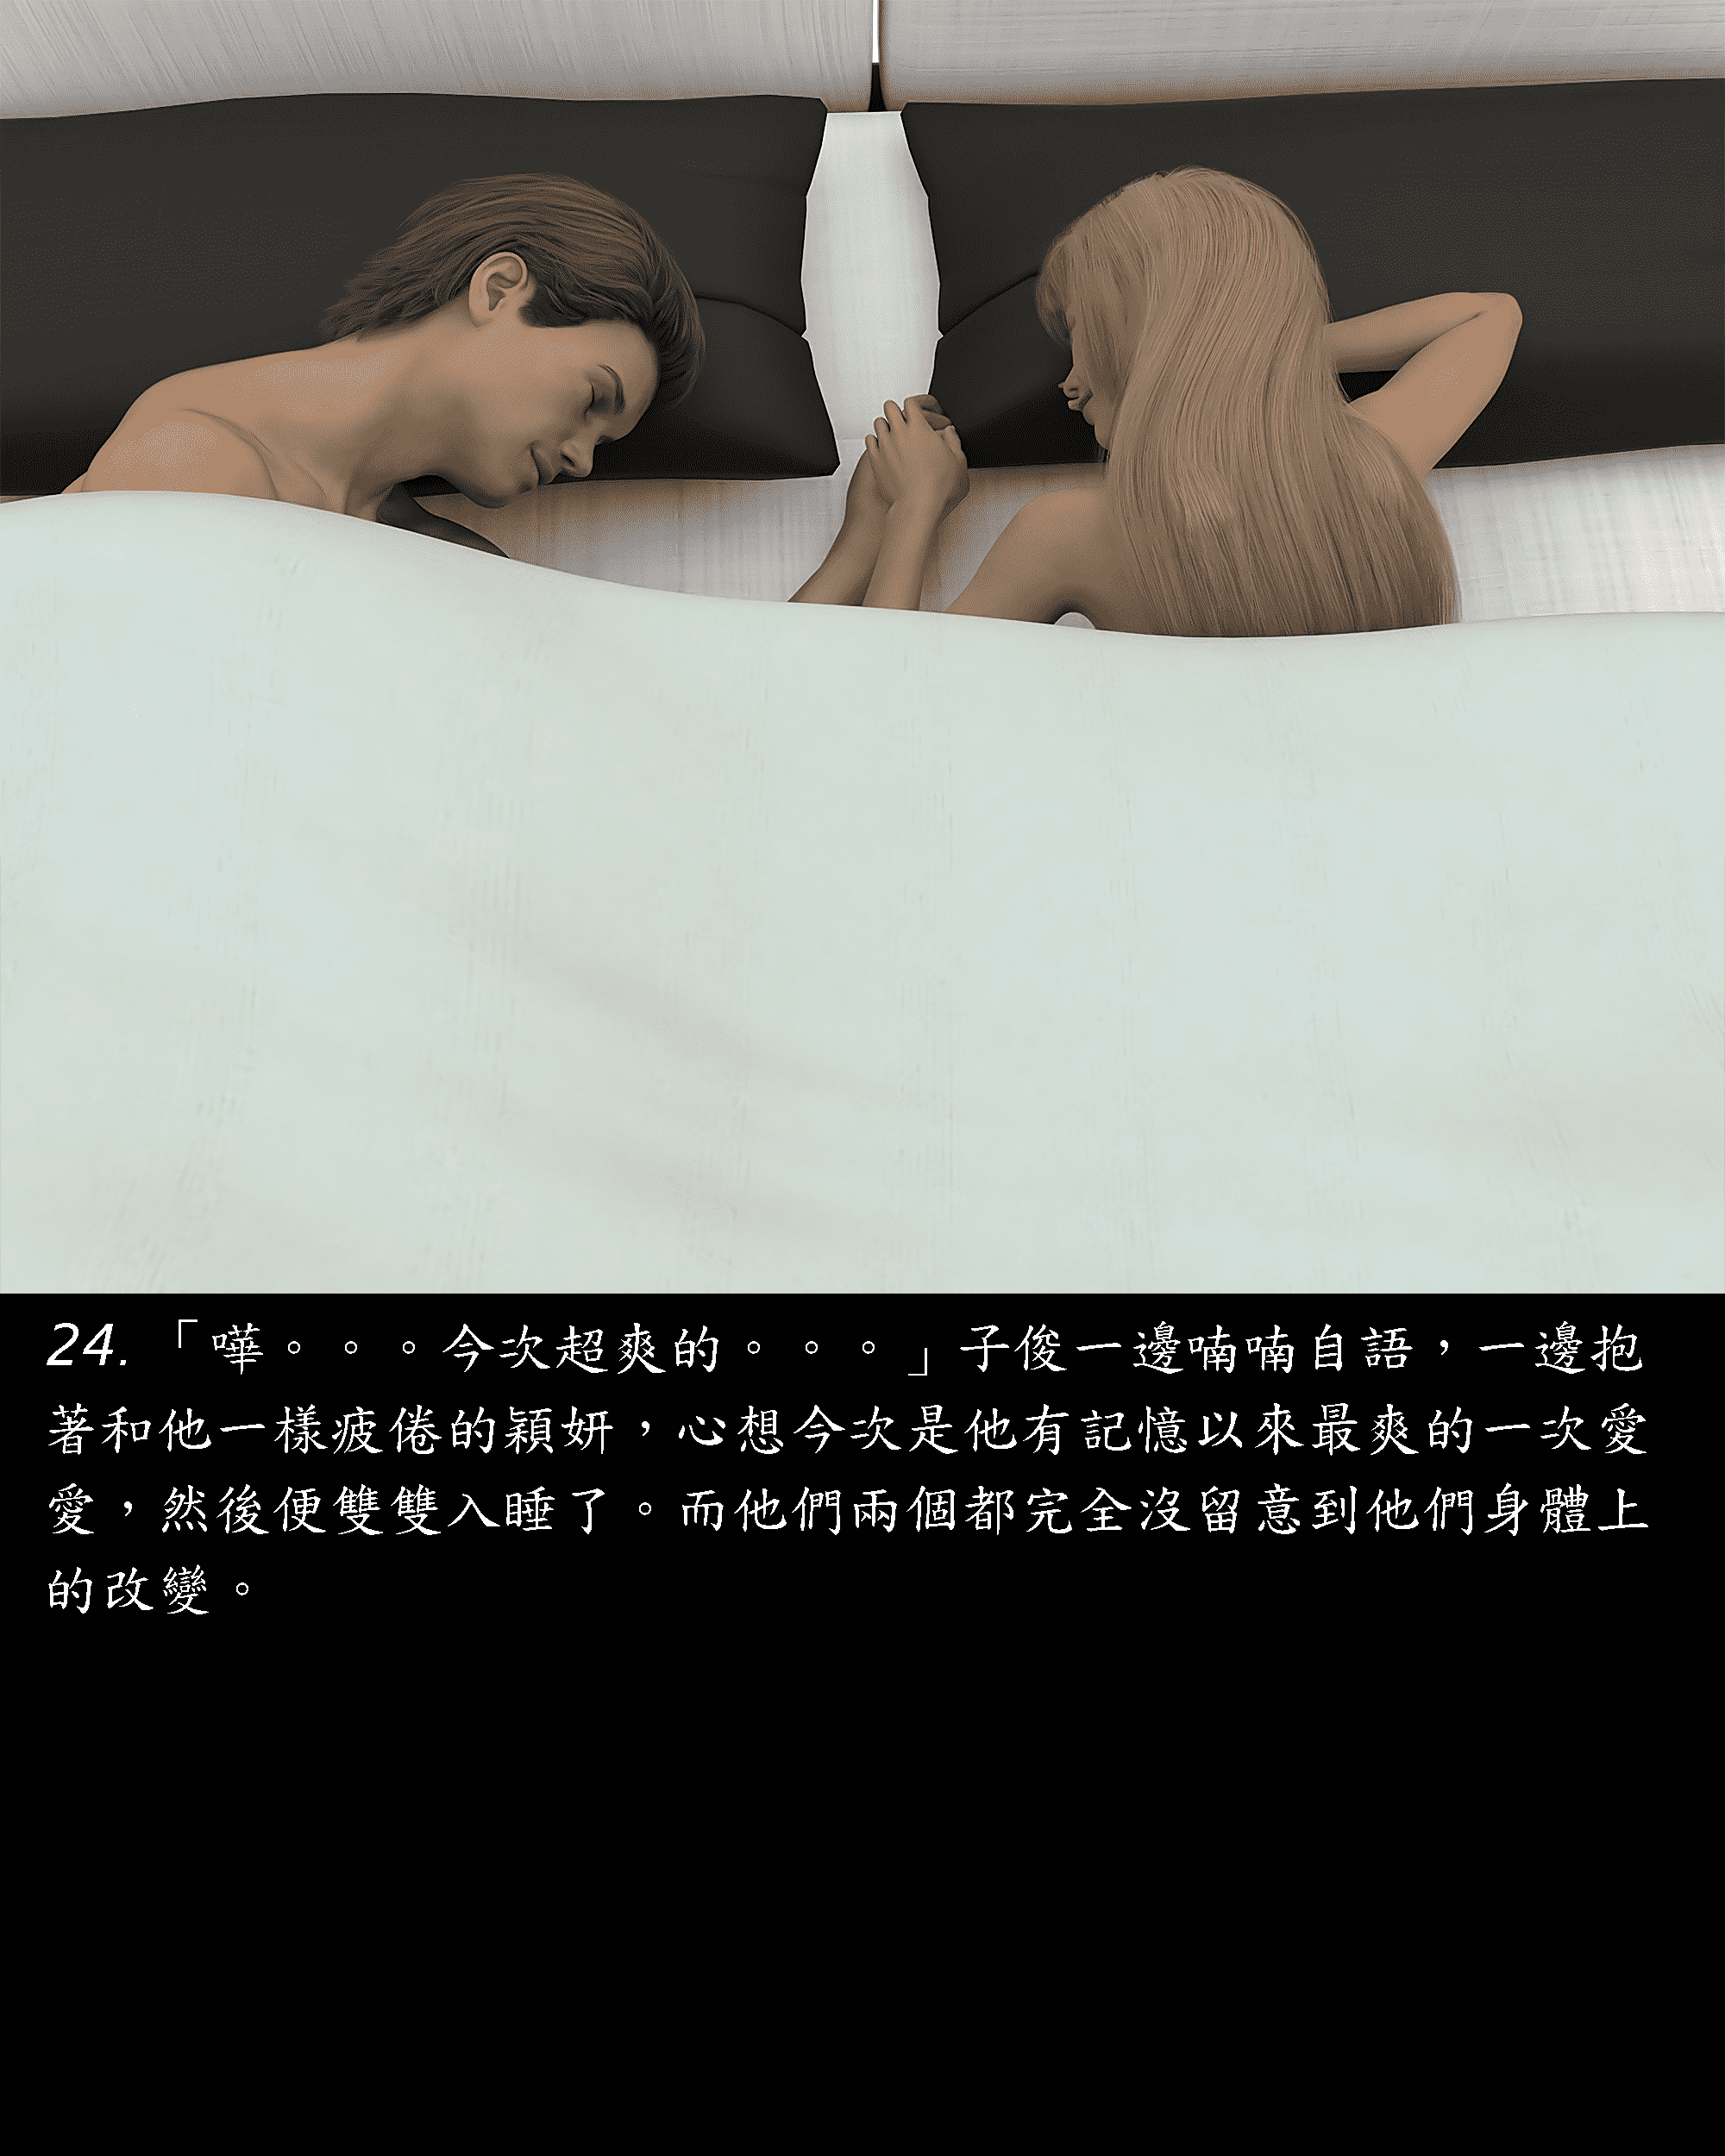 24. 「嘩。。。今次超爽的。。。」子俊一邊喃喃自語，一邊抱
著和他一樣疲倦的穎妍，心想今次是他有記憶以來最爽的一次愛
愛，然後便雙雙入睡了。而他們兩個都完全沒留意到他們身體上
的改變。